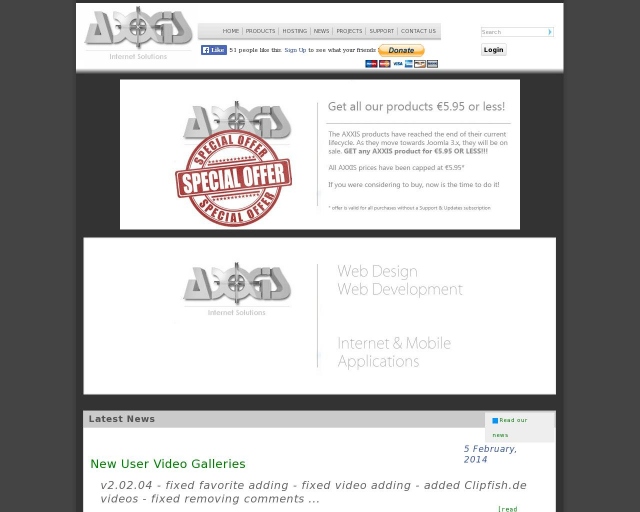 AXXIS
Internet Solutions
HOME PRODUCTS HOSTING NEWS PROJECTS SUPPORT CONTACT US
Search
Like 51 people like this. Sign Up to see what your friends
Donate
Login
VISA
AXXIS
SPECIAL OFFER
SPECIAL OFFER
SPECIAL OFFER
Get all our products €5.95 or less!
The AXXIS products have reached the end of their current
lifecycle. As they move towards Joomla 3.x, they will be on
sale. GET any AXXIS product for €5.95 OR LESS!!!
All AXXIS prices have been capped at €5.95*
If you were considering to buy, now is the time to do it!
* offer is valid for all purchases without a Support & Updates subscription
AXXIS
Internet Solutions
Web Design
Web Development
Internet & Mobile
Applications
Latest News
Read our
news
5 February,
2014
New User Video Galleries
v2.02.04 - fixed favorite adding - fixed video adding - added Clipfish.de
videos - fixed removing comments ...
[read